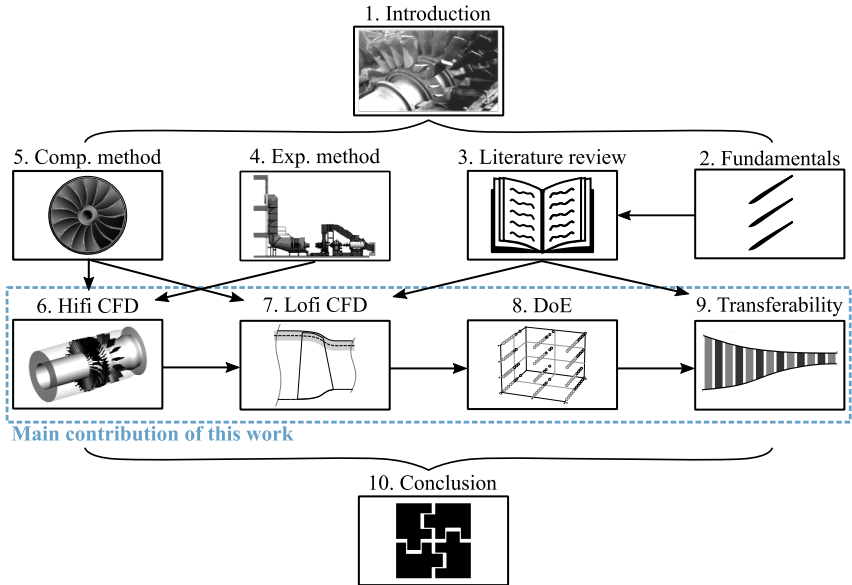 1. Introduction
5. Comp. method
4. Exp. method
3. Literature review
2. Fundamentals
6. Hifi CFD
7. Lofi CFD
8. DoE
9. Transferability
Main contribution of this work
10. Conclusion